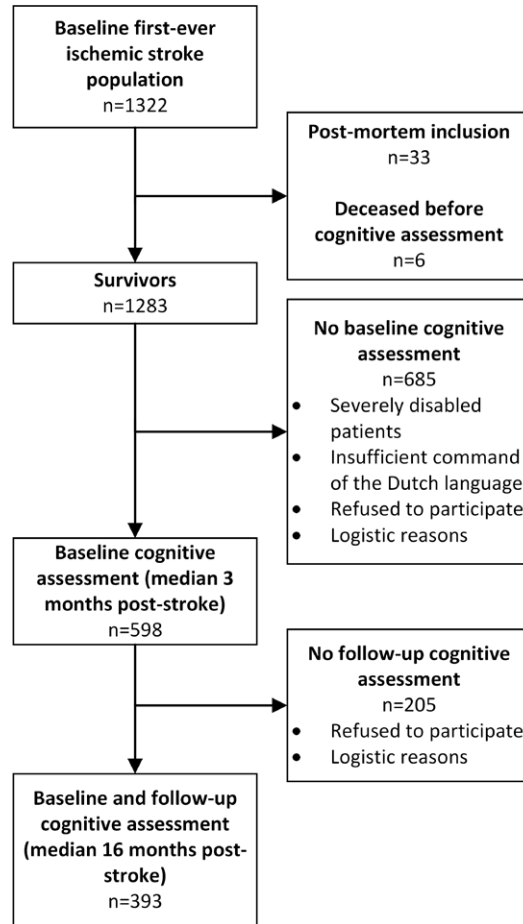 Baseline first-ever
ischemic stroke
population
n=1322
Post-mortem inclusion
n=33
Deceased before
cognitive assessment
n=6
Survivors
n=1283
No baseline cognitive
assessment
n=685
• Severely disabled
patients
• Insufficient command
of the Dutch language
• Refused to participate
• Logistic reasons
Baseline cognitive
assessment (median 3
months post-stroke)
n=598
No follow-up cognitive
assessment
n=205
• Refused to participate
• Logistic reasons
Baseline and follow-up
cognitive assessment
(median 16 months post-
stroke)
n=393